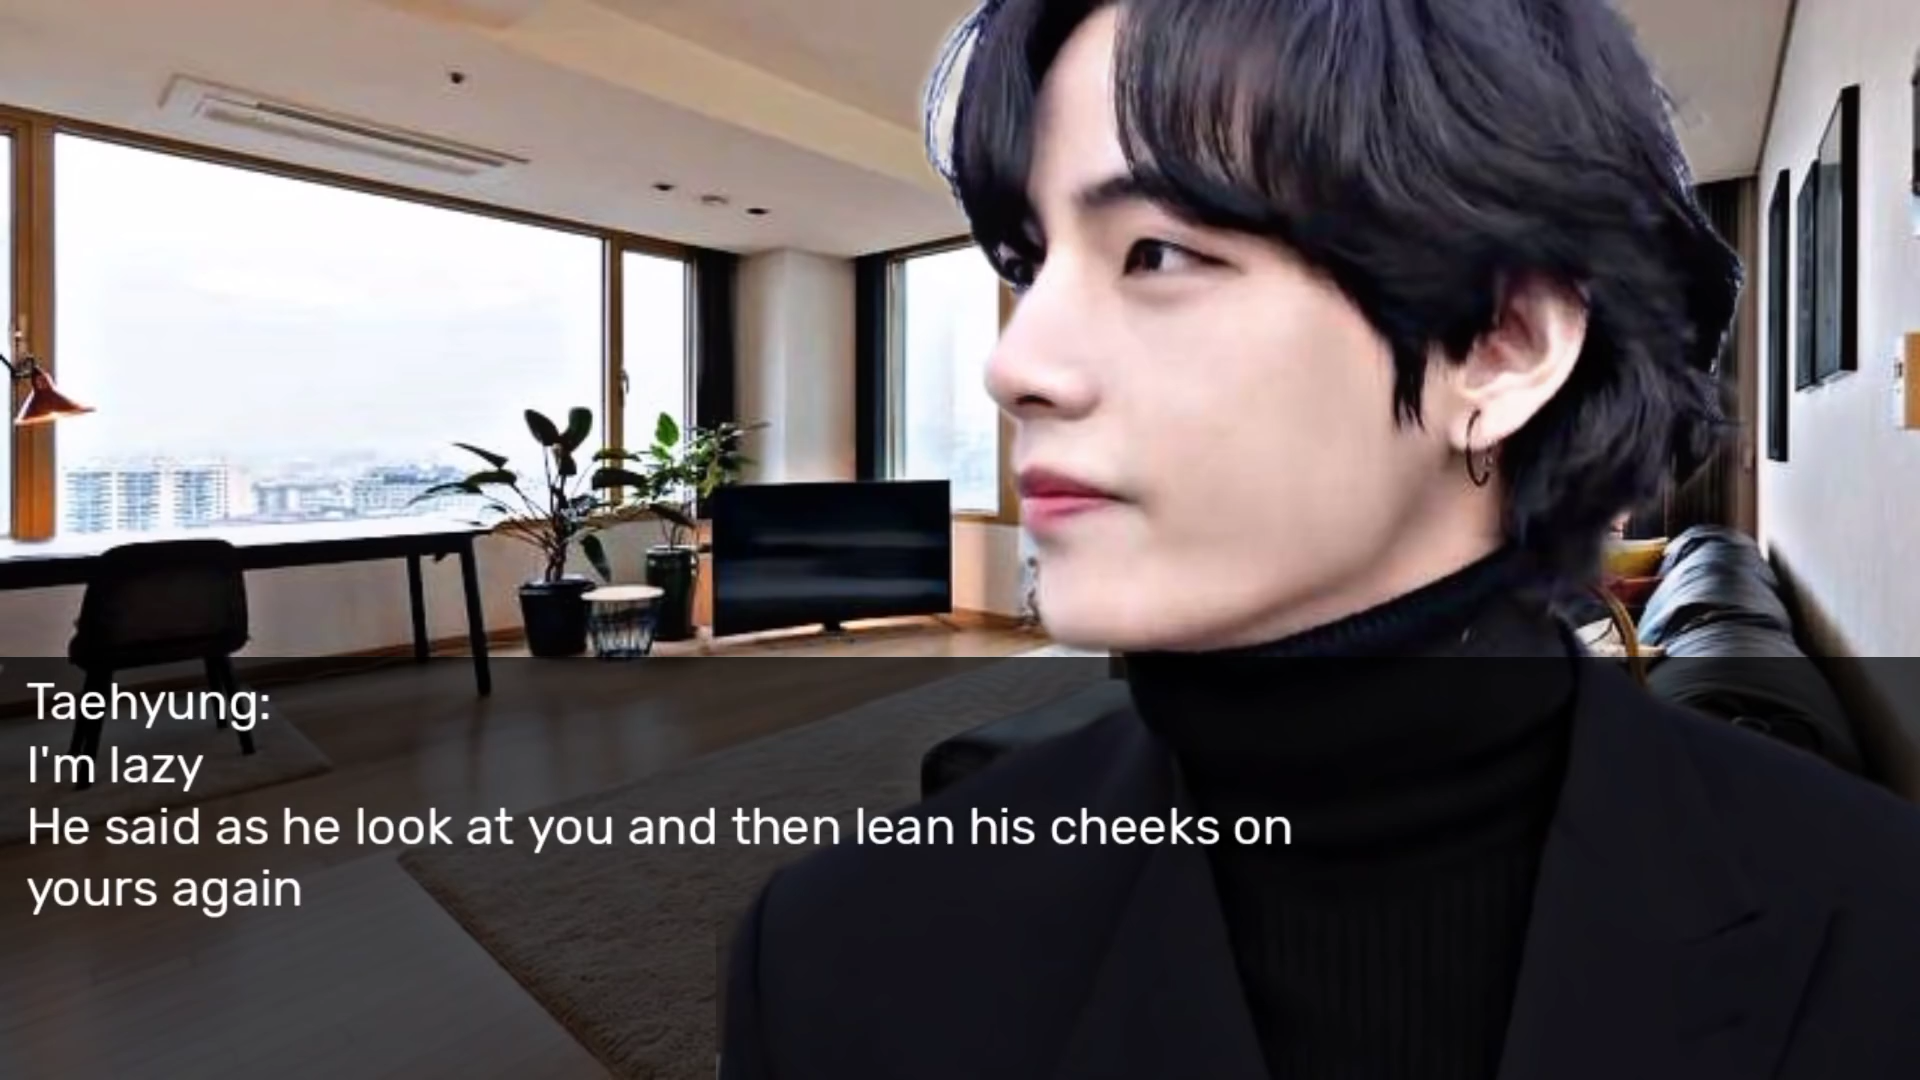 Taehyung:
I'm lazy
He said as he look at you and then lean his cheeks on
yours again